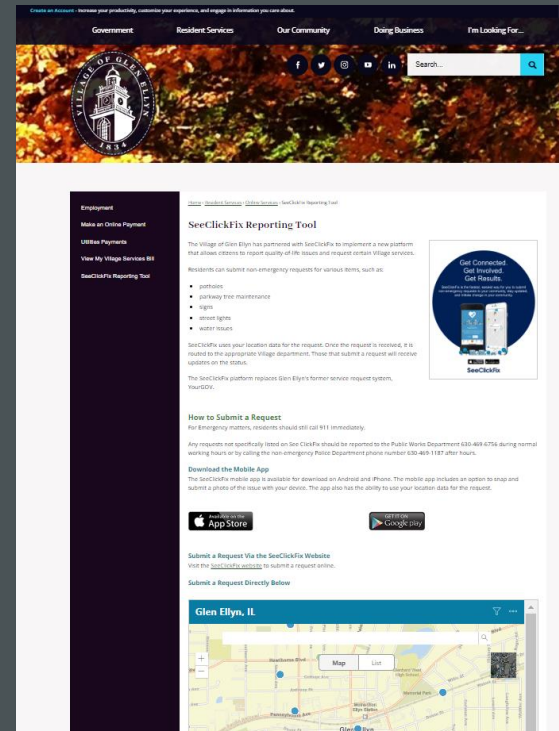 Create an Account - Increase your productivity, customize your experience, and engage in information you care about.
Government
Resident Services
Our Community
Doing Business
I'm Looking For...
Search...
VILLAGE OF GLEN ELLYN
1834
Employment
Make an Online Payment
Utilities Payments
View My Village Services Bill
SeeClickFix Reporting Tool
Home › Resident Services › Online Services › SeeClickFix Reporting Tool
SeeClickFix Reporting Tool
The Village of Glen Ellyn has partnered with SeeClickFix to implement a new platform
that allows citizens to report quality-of-life issues and request certain Village services.
Residents can submit non-emergency requests for various items, such as:
potholes
parkway tree maintenance
signs
street lights
water issues
SeeClickFix uses your location data for the request. Once the request is received, it is
routed to the appropriate Village department. Those that submit a request will receive
updates on the status.
The SeeClickFix platform replaces Glen Ellyn's former service request system,
YourGOV.
Get Connected.
Get Involved.
Get Results.
SeeClickFix
How to Submit a Request
For Emergency matters, residents should still call 911 immediately.
Any requests not specifically listed on See ClickFix should be reported to the Public Works Department 630-469-6756 during normal
working hours or by calling the non-emergency Police Department phone number 630-469-1187 after hours.
Download the Mobile App
The SeeClickFix mobile app is available for download on Android and iPhone. The mobile app includes an option to snap and
submit a photo of the issue with your device. The app also has the ability to use your location data for the request.
Available on the
App Store
GET IT ON
Google play
Submit a Request Via the SeeClickFix Website
Visit the SeeClickFix website to submit a request online.
Submit a Request Directly Below
Glen Ellyn, IL
Map
List
Hawthorne Blvd
Memorial Park
Pennsylvania Ave
Glen Ellyn